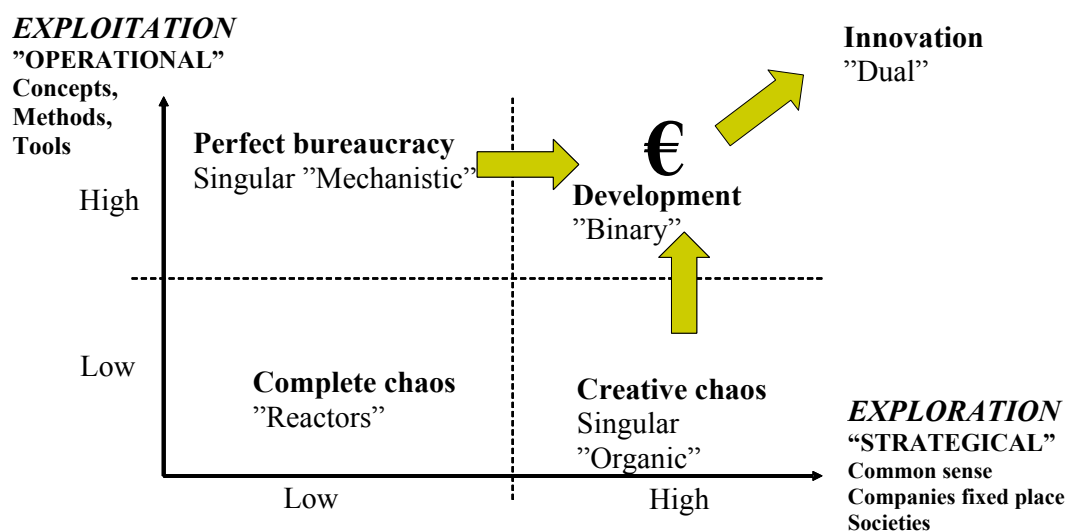 EXPLOITATION
”OPERATIONAL”
Concepts,
Methods,
Tools
Innovation
”Dual”
Perfect bureaucracy
Singular ”Mechanistic”
€
Development
”Binary”
High
Low
Complete chaos
”Reactors”
Creative chaos
Singular
”Organic”
EXPLORATION
“STRATEGICAL”
Common sense
Companies fixed place
Societies
Low
High